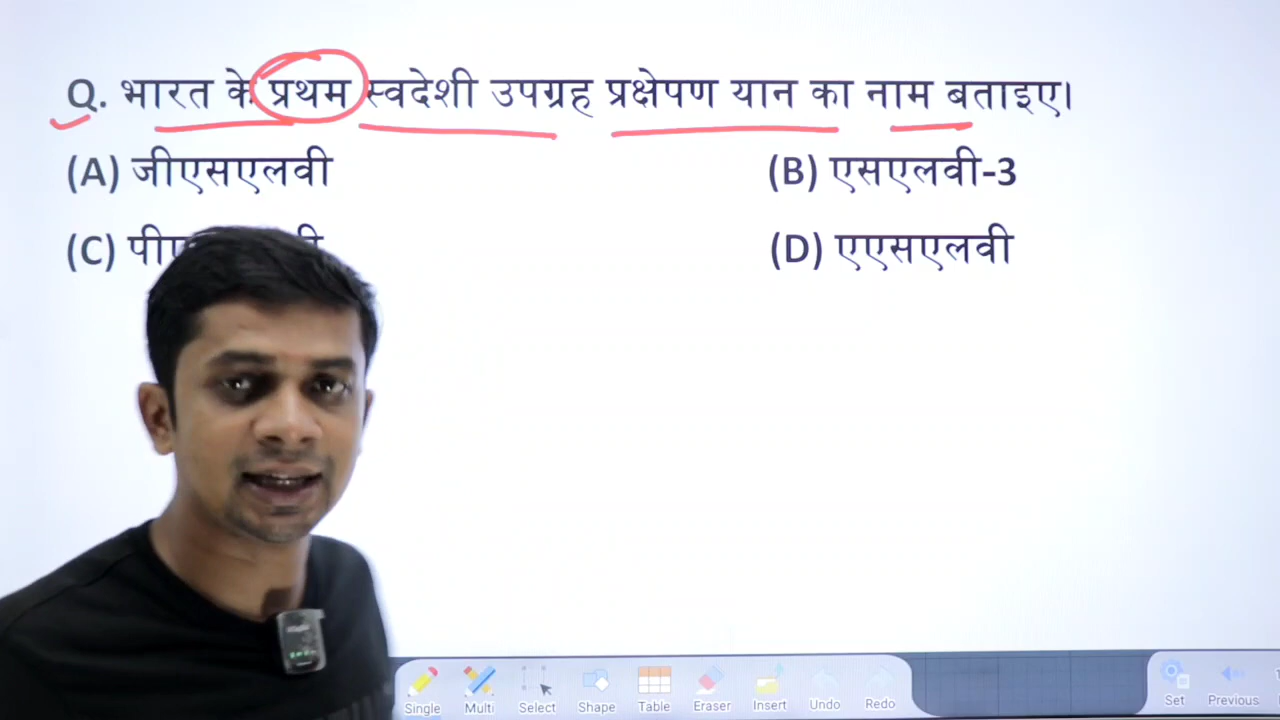 Q. भारत के प्रथम स्वदेशी उपग्रह प्रक्षेपण यान का नाम बताइए।
(A) जीएसएलवी
(B) एसएलवी-3
(C)
(D) एएसएलवी
Single Multi Select Shape Table Eraser Insert Undo Redo
Set Previous